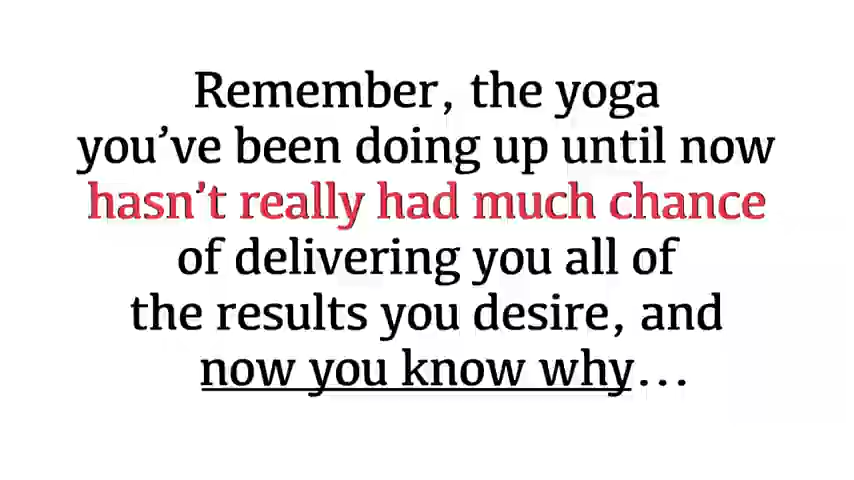 Remember, the yoga
you’ve been doing up until now
hasn’t really had much chance
of delivering you all of
the results you desire, and
now you know why...